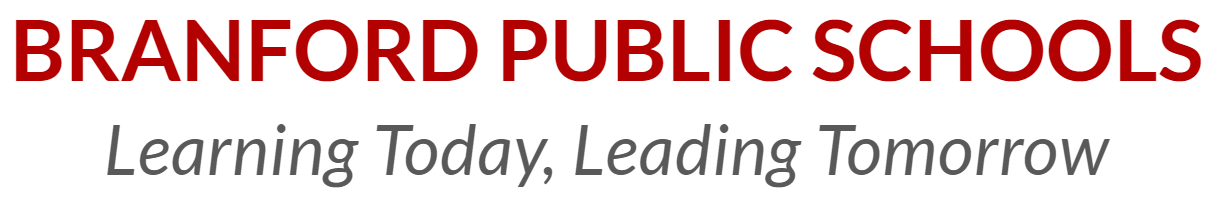 BRANFORD PUBLIC SCHOOLS
Learning Today, Leading Tomorrow